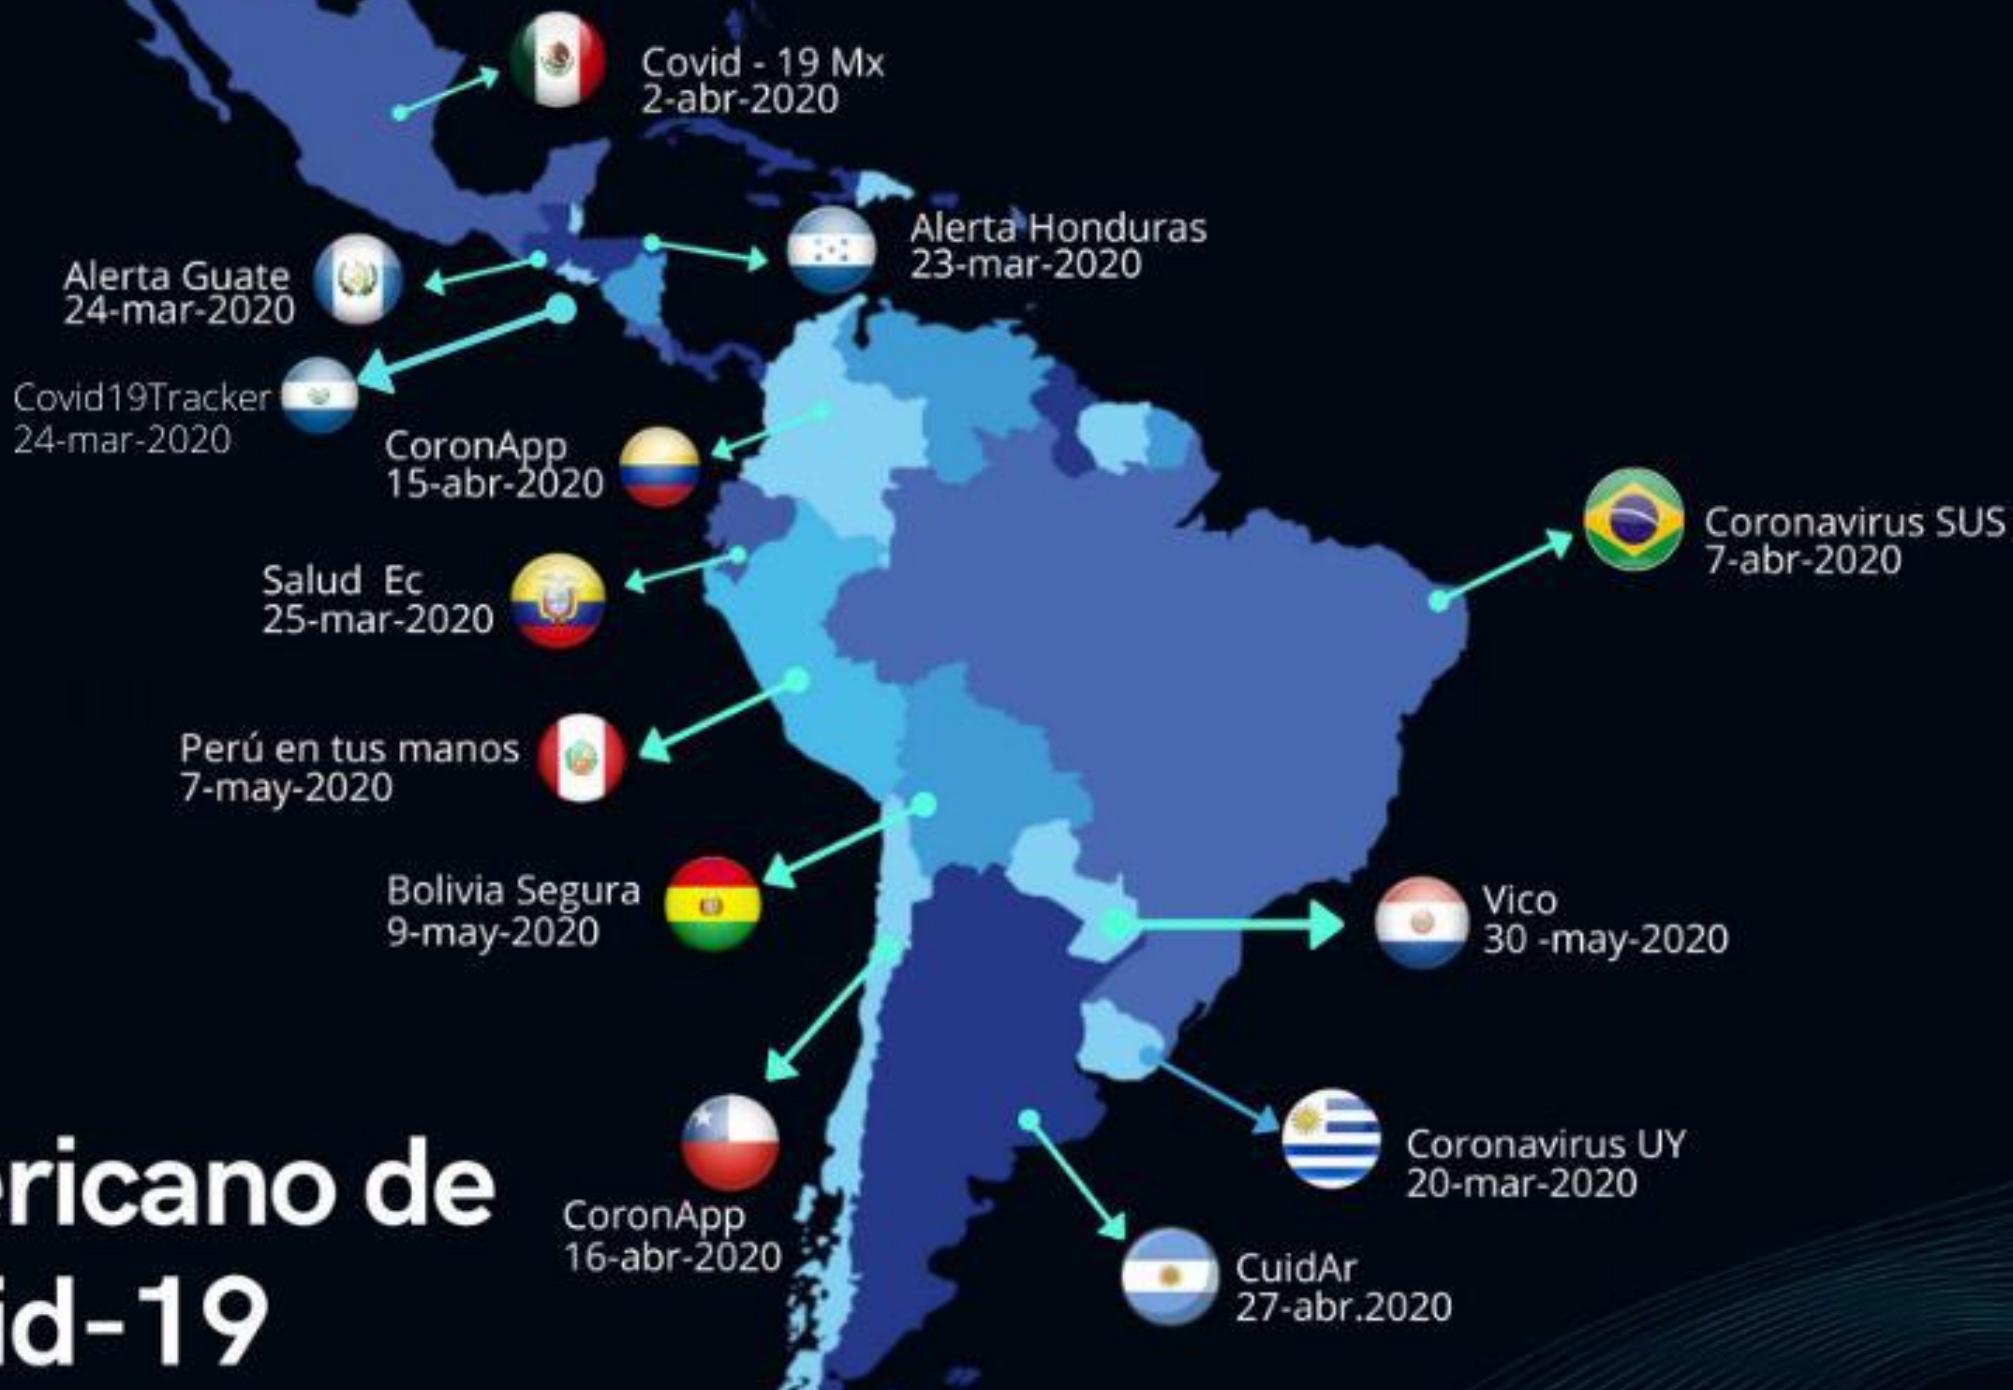 Covid - 19 Mx
2-abr-2020
Alerta Honduras
23-mar-2020
Alerta Guate
24-mar-2020
Covid19Tracker
24-mar-2020
CoronApp
15-abr-2020
Coronavirus SUS
7-abr-2020
Salud Ec
25-mar-2020
Perú en tus manos
7-may-2020
Bolivia Segura
9-may-2020
Vico
30 -may-2020
Coronavirus UY
20-mar-2020
CoronApp
16-abr-2020
CuidAr
27-abr.2020
ericano de
id-19